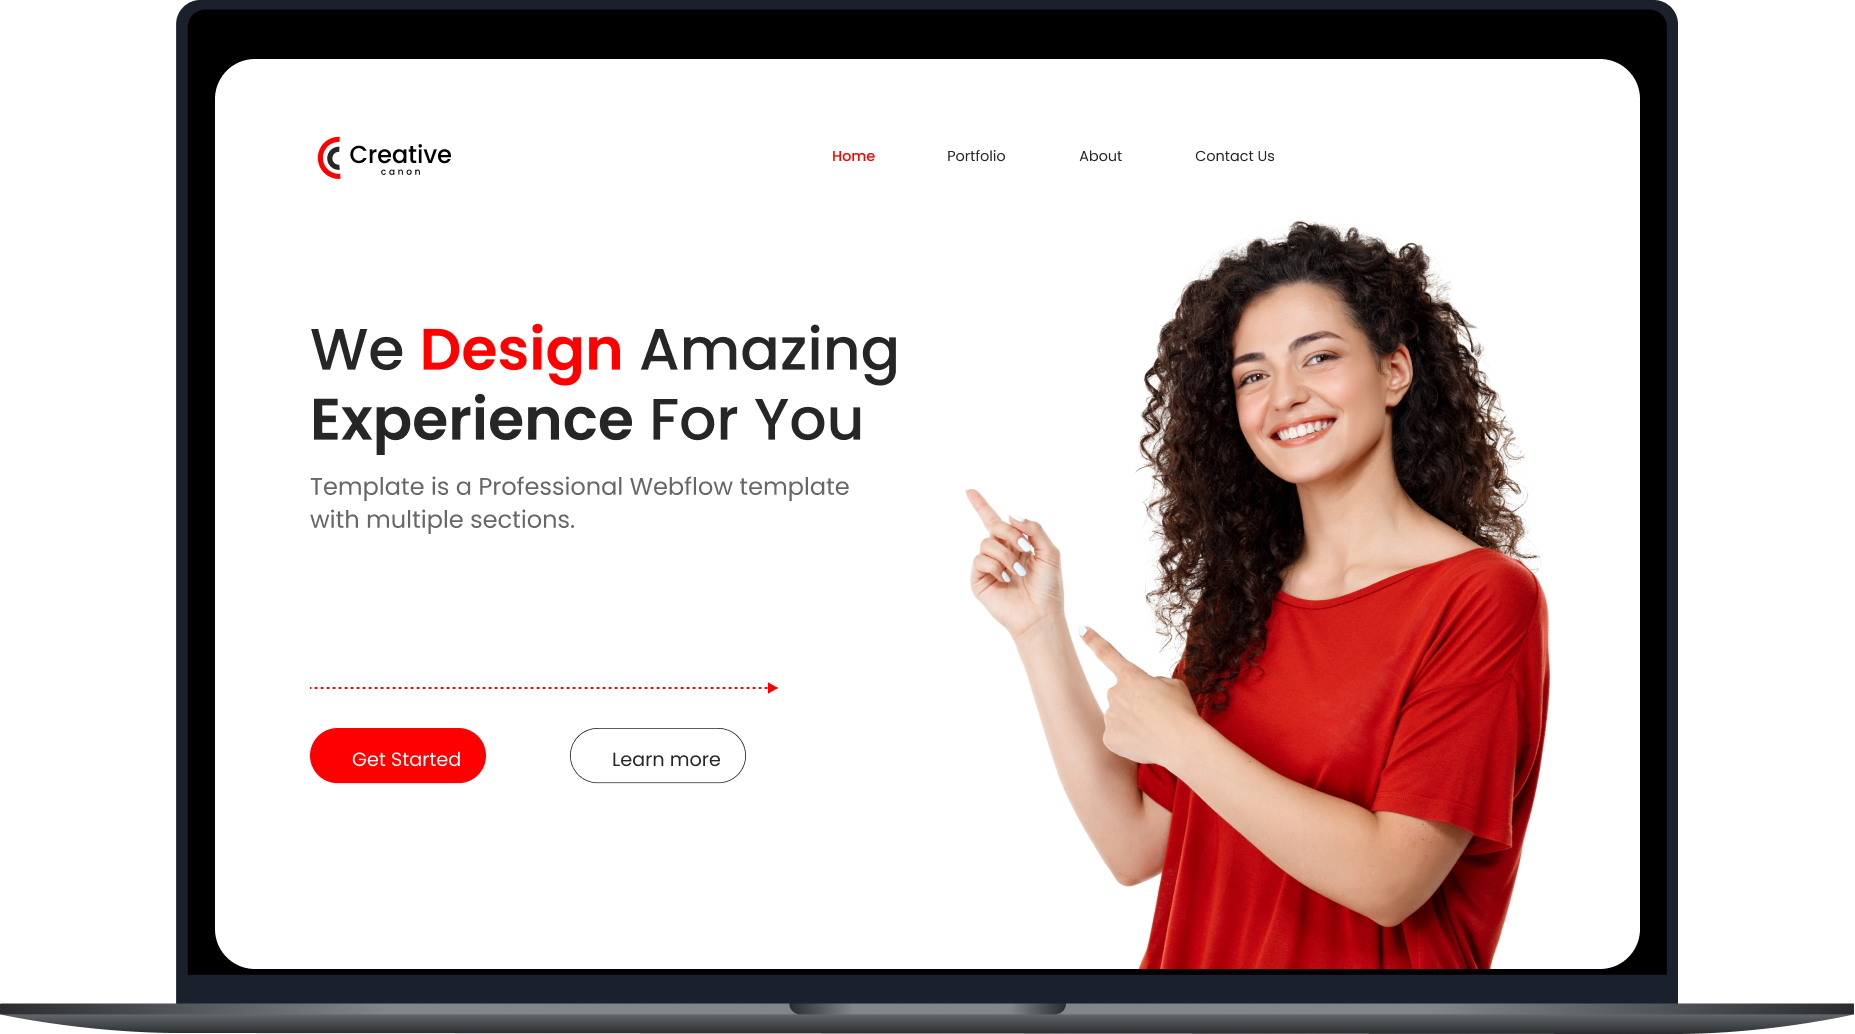 Creative
canon
Home
Portfolio
About
Contact Us
We Design Amazing
Experience For You
Template is a Professional Webflow template
with multiple sections.
Get Started
Learn more